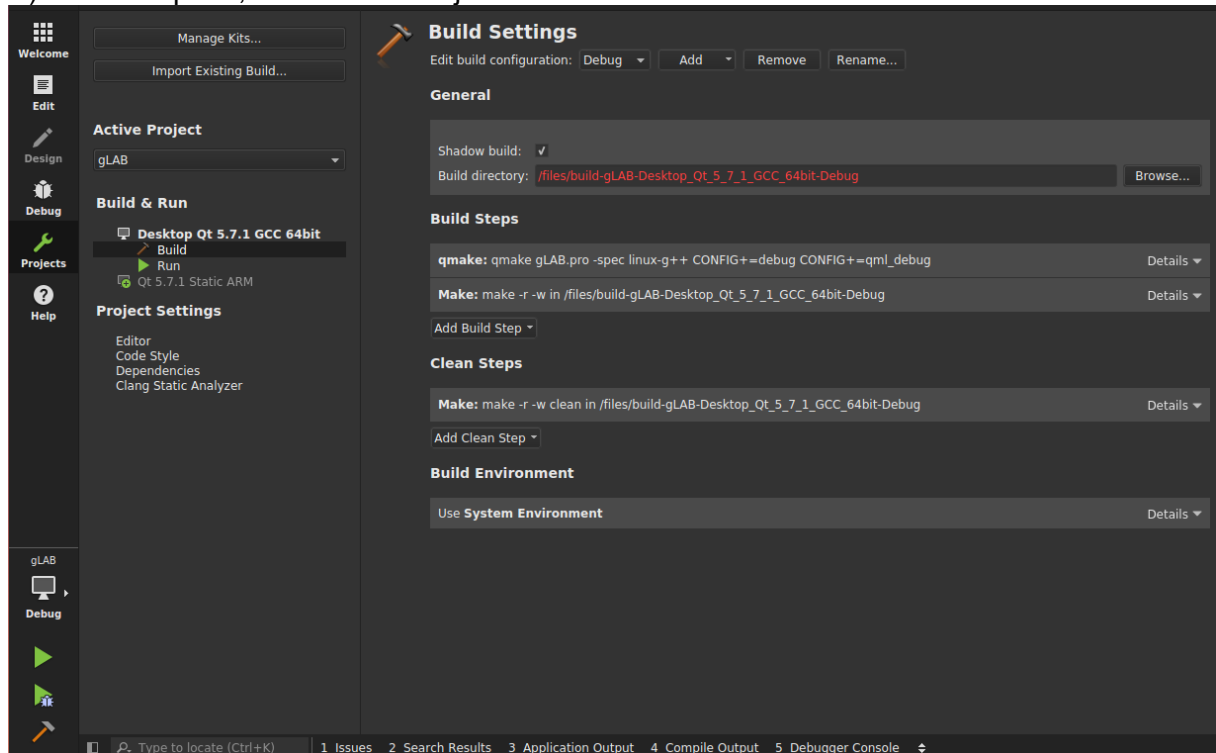 Welcome
Edit
Design
Debug
Projects
Help
gLAB
Debug
Manage Kits...
Import Existing Build...
Active Project
gLAB
Build & Run
Desktop Qt 5.7.1 GCC 64bit
Build
Run
Qt 5.7.1 Static ARM
Project Settings
Editor
Code Style
Dependencies
Clang Static Analyzer
Build Settings
Edit build configuration: Debug Add Remove Rename...
General
Shadow build:
Build directory: /files/build-gLAB-Desktop_Qt_5_7_1_GCC_64bit-Debug Browse...
Build Steps
qmake: qmake gLAB.pro -spec linux-g++ CONFIG+=debug CONFIG+=qml_debug Details
Make: make -r -w in /files/build-gLAB-Desktop_Qt_5_7_1_GCC_64bit-Debug Details
Add Build Step
Clean Steps
Make: make -r -w clean in /files/build-gLAB-Desktop_Qt_5_7_1_GCC_64bit-Debug Details
Add Clean Step
Build Environment
Use System Environment Details
Type to locate (Ctrl+K) 1 Issues 2 Search Results 3 Application Output 4 Compile Output 5 Debugger Console